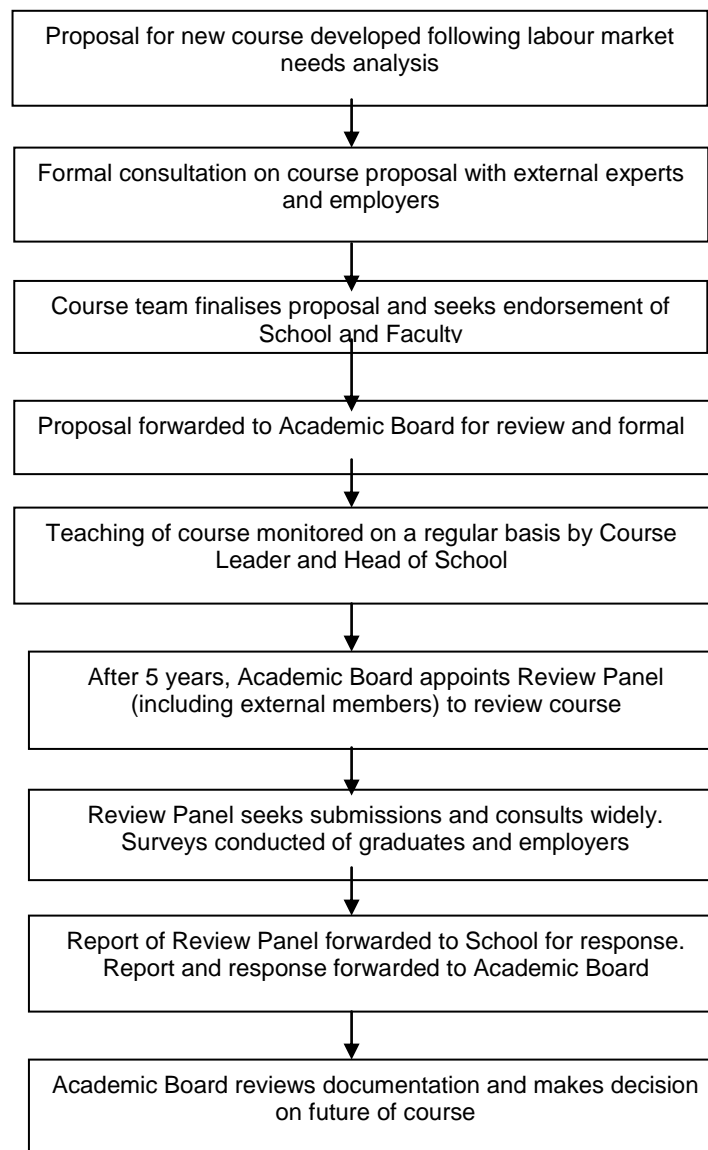 Proposal for new course developed following labour market
needs analysis
Formal consultation on course proposal with external experts
and employers
Course team finalises proposal and seeks endorsement of
School and Faculty
Proposal forwarded to Academic Board for review and formal
Teaching of course monitored on a regular basis by Course
Leader and Head of School
After 5 years, Academic Board appoints Review Panel
(including external members) to review course
Review Panel seeks submissions and consults widely.
Surveys conducted of graduates and employers
Report of Review Panel forwarded to School for response.
Report and response forwarded to Academic Board
Academic Board reviews documentation and makes decision
on future of course